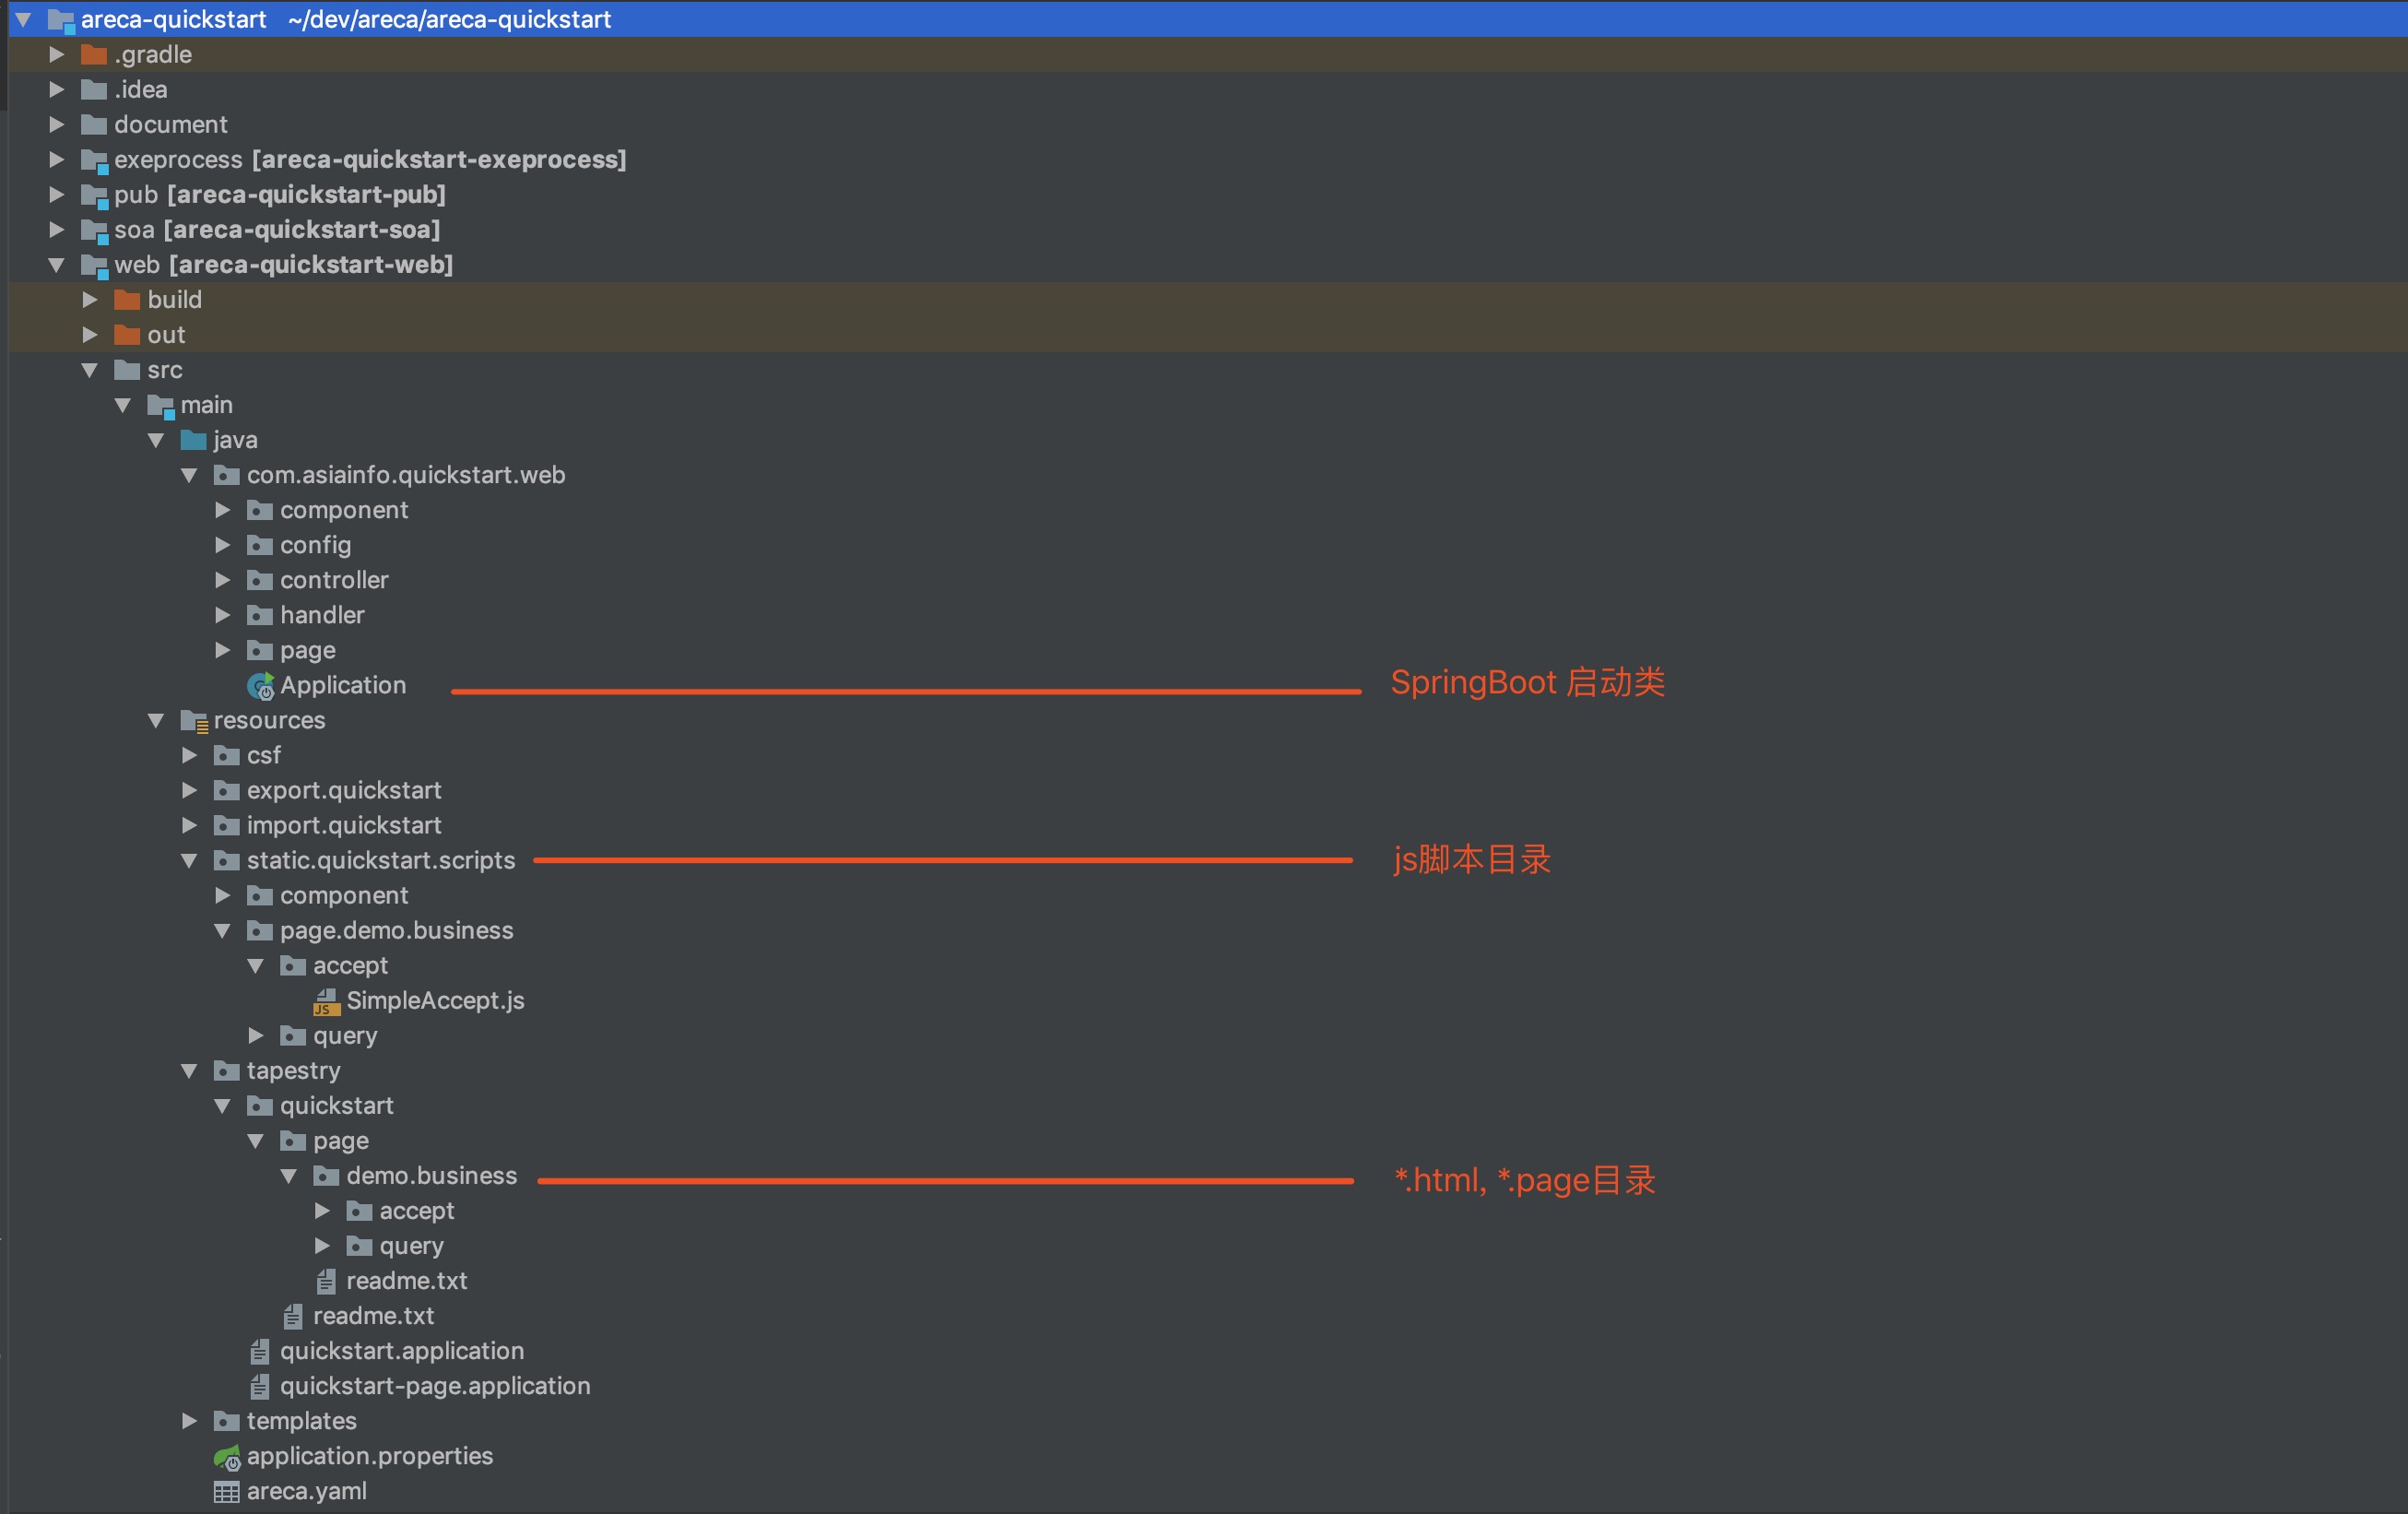 areca-quickstart ~/dev/areca/areca-quickstart
.gradle
.idea
document
exeprocess [areca-quickstart-exeprocess]
pub [areca-quickstart-pub]
soa [areca-quickstart-soa]
web [areca-quickstart-web]
build
out
src
main
java
com.asiainfo.quickstart.web
component
config
controller
handler
page
Application SpringBoot 启动类
resources
csf
export.quickstart
import.quickstart
static.quickstart.scripts js脚本目录
component
page.demo.business
accept
SimpleAccept.js
query
tapestry
quickstart
page
demo.business *.html, *.page目录
accept
query
readme.txt
readme.txt
quickstart.application
quickstart-page.application
templates
application.properties
areca.yaml